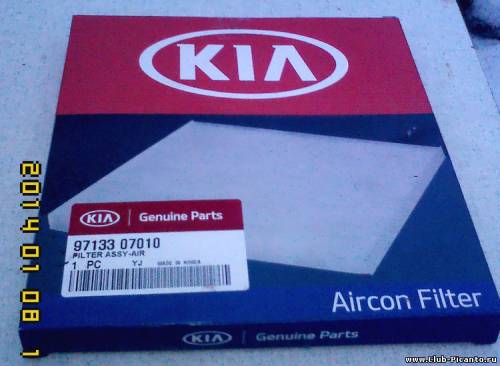 KIA
KIA Genuine Parts
97133 07010
FILTER ASSY-AIR
1 PC YJ MADE IN KOREA
Aircon Filter
KIA Genuine Parts
2014 01 08 1
www.Club-Picanto.ru